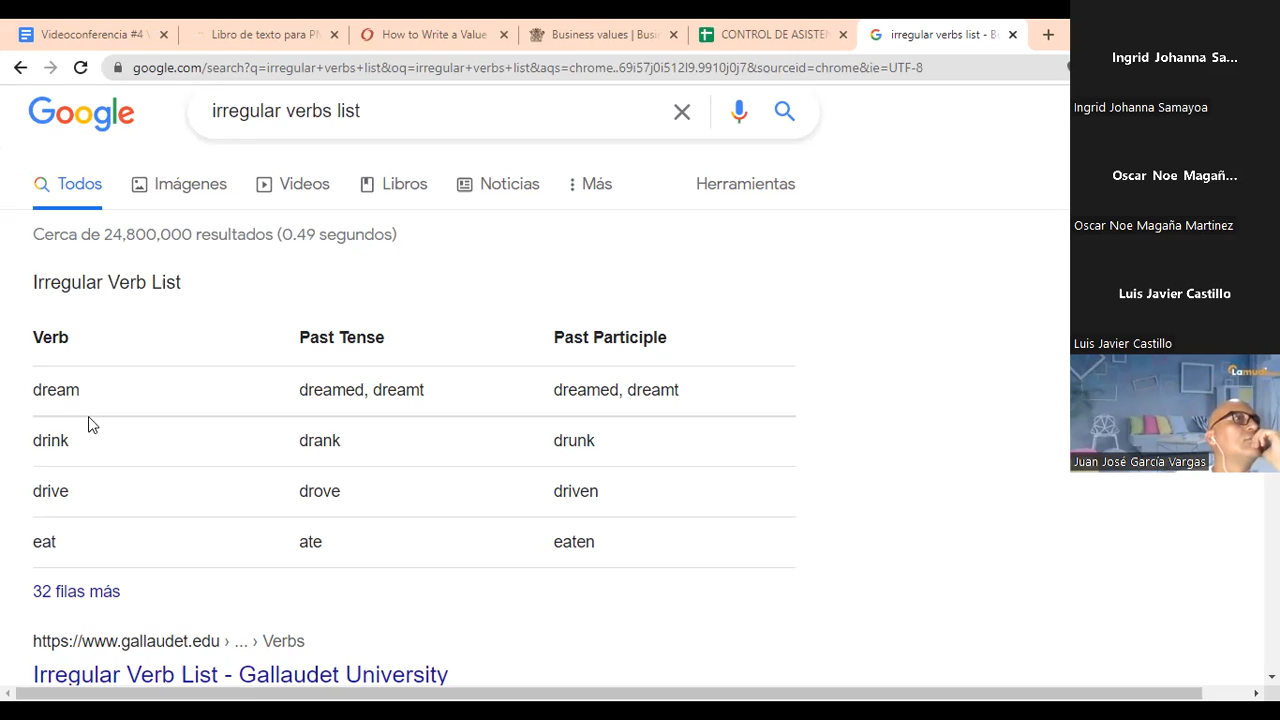 Videoconferencia #4 V
Libro de texto para PM
How to Write a Value
Business values | Busi
CONTROL DE ASISTEN
irregular verbs list - B
google.com/search?q=irregular+verbs+list&oq=irregular+verbs+list&aqs=chrome..69i57j0i512l9.9910j0j7&sourceid=chrome&ie=UTF-8
Google
irregular verbs list
Todos
Imágenes
Videos
Libros
Noticias
Más
Herramientas
Cerca de 24,800,000 resultados (0.49 segundos)
Irregular Verb List
Verb Past Tense Past Participle
dream dreamed, dreamt dreamed, dreamt
drink drank drunk
drive drove driven
eat ate eaten
32 filas más
https://www.gallaudet.edu › ... › Verbs
Irregular Verb List - Gallaudet University
Ingrid Johanna Sa...
Ingrid Johanna Samayoa
Oscar Noe Magañ...
Oscar Noe Magaña Martinez
Luis Javier Castillo
Luis Javier Castillo
Juan José García Vargas